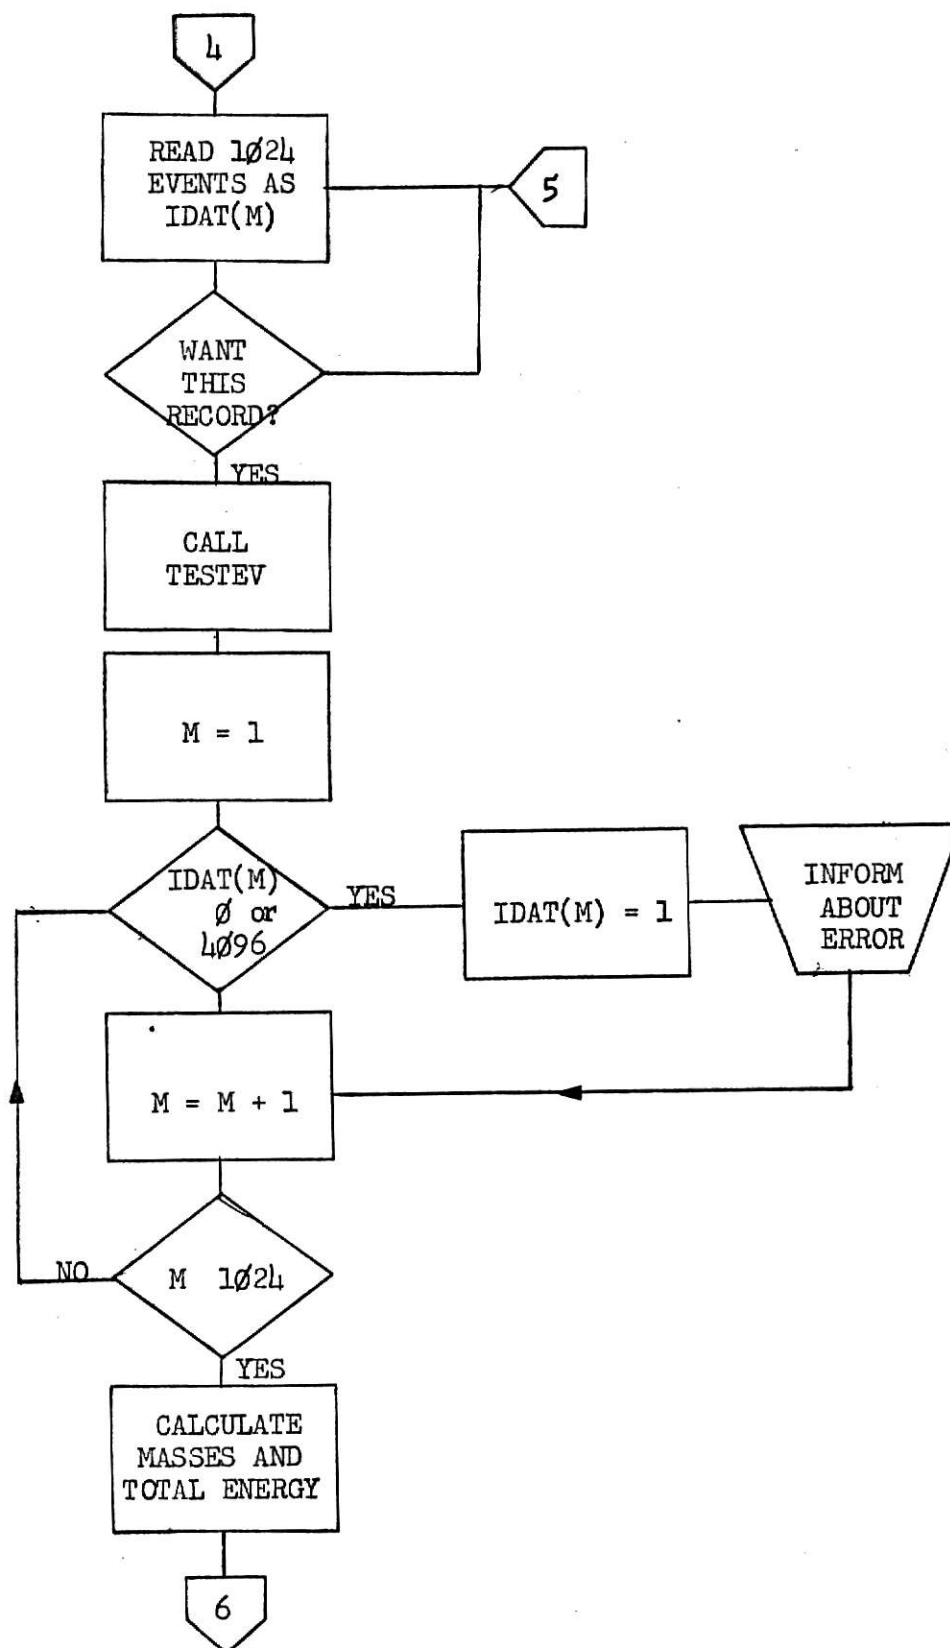 4
READ 1Ø24
EVENTS AS
IDAT(M)
5
WANT
THIS
RECORD?
YES
CALL
TESTEV
M = 1
IDAT(M)
Ø or
4Ø96
YES
IDAT(M) = 1
INFORM
ABOUT
ERROR
M = M + 1
M 1Ø24
NO
YES
CALCULATE
MASSES AND
TOTAL ENERGY
6